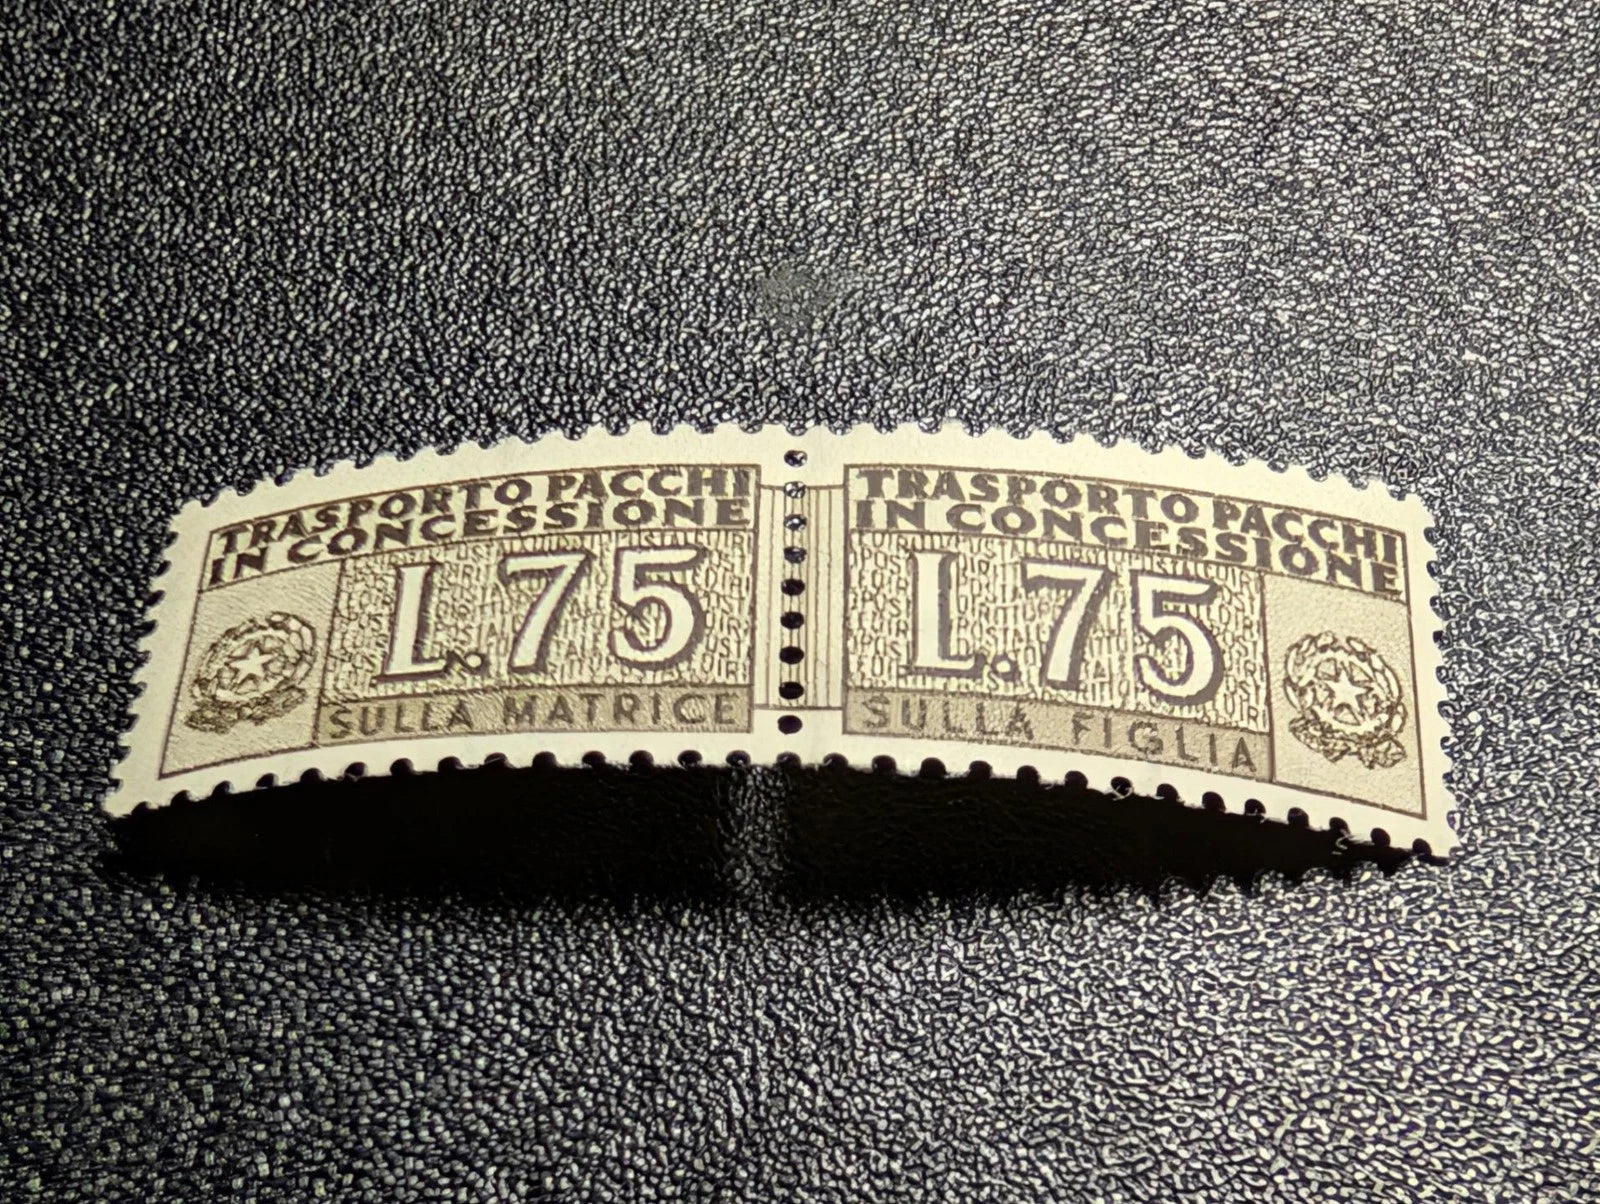 TRASPORTO PACCHI
IN CONCESSIONE
L. 75
SULLA MATRICE
TRASPORTO PACCHI
IN CONCESSIONE
L. 75
SULLA FIGLIA